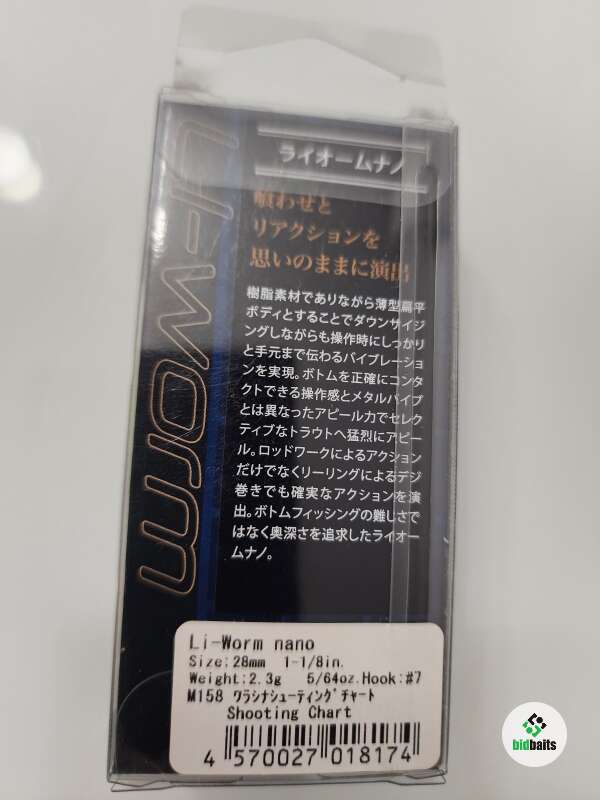 Li-worm
ライオームナノ
喰わせと
リアクションを
思いのままに演出
樹脂素材でありながら薄型扁平
ボディとすることでダウンサイジ
ングしながらも操作時にしっかり
と手元まで伝わるバイブレーショ
ンを実現。ボトムを正確にコンタ
クトできる操作感とメタルバイブ
とは異なったアピール力でセレク
ティブなトラウトへ猛烈にアピー
ル。ロッドワークによるアクション
だけでなくリーリングによるデジ
巻きでも確実なアクションを演
出。ボトムフィッシングの難しさで
はなく奥深さを追求したライオー
ムナノ。
Li-Worm nano
Size:28mm 1-1/8in.
Weight:2.3g 5/64oz.Hook:#7
M158 ワラシナシューティングチャート
Shooting Chart
4 570027 018174
bidbaits